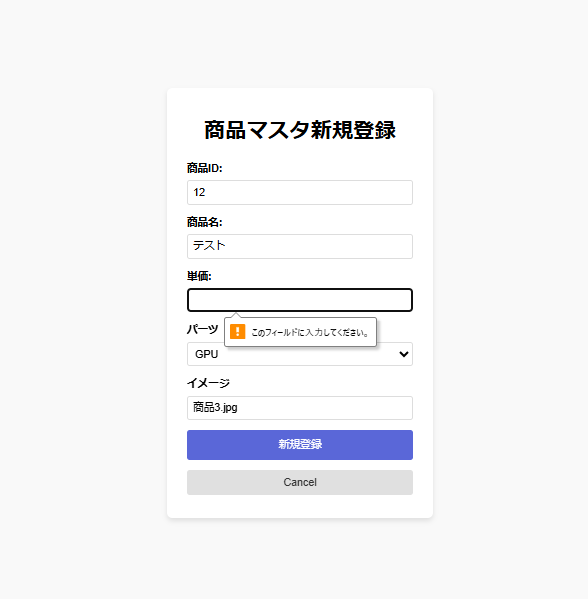 商品マスタ新規登録
商品ID:
12
商品名:
テスト
単価:
このフィールドに入力してください。
パーツ
GPU
イメージ
商品3.jpg
新規登録
Cancel